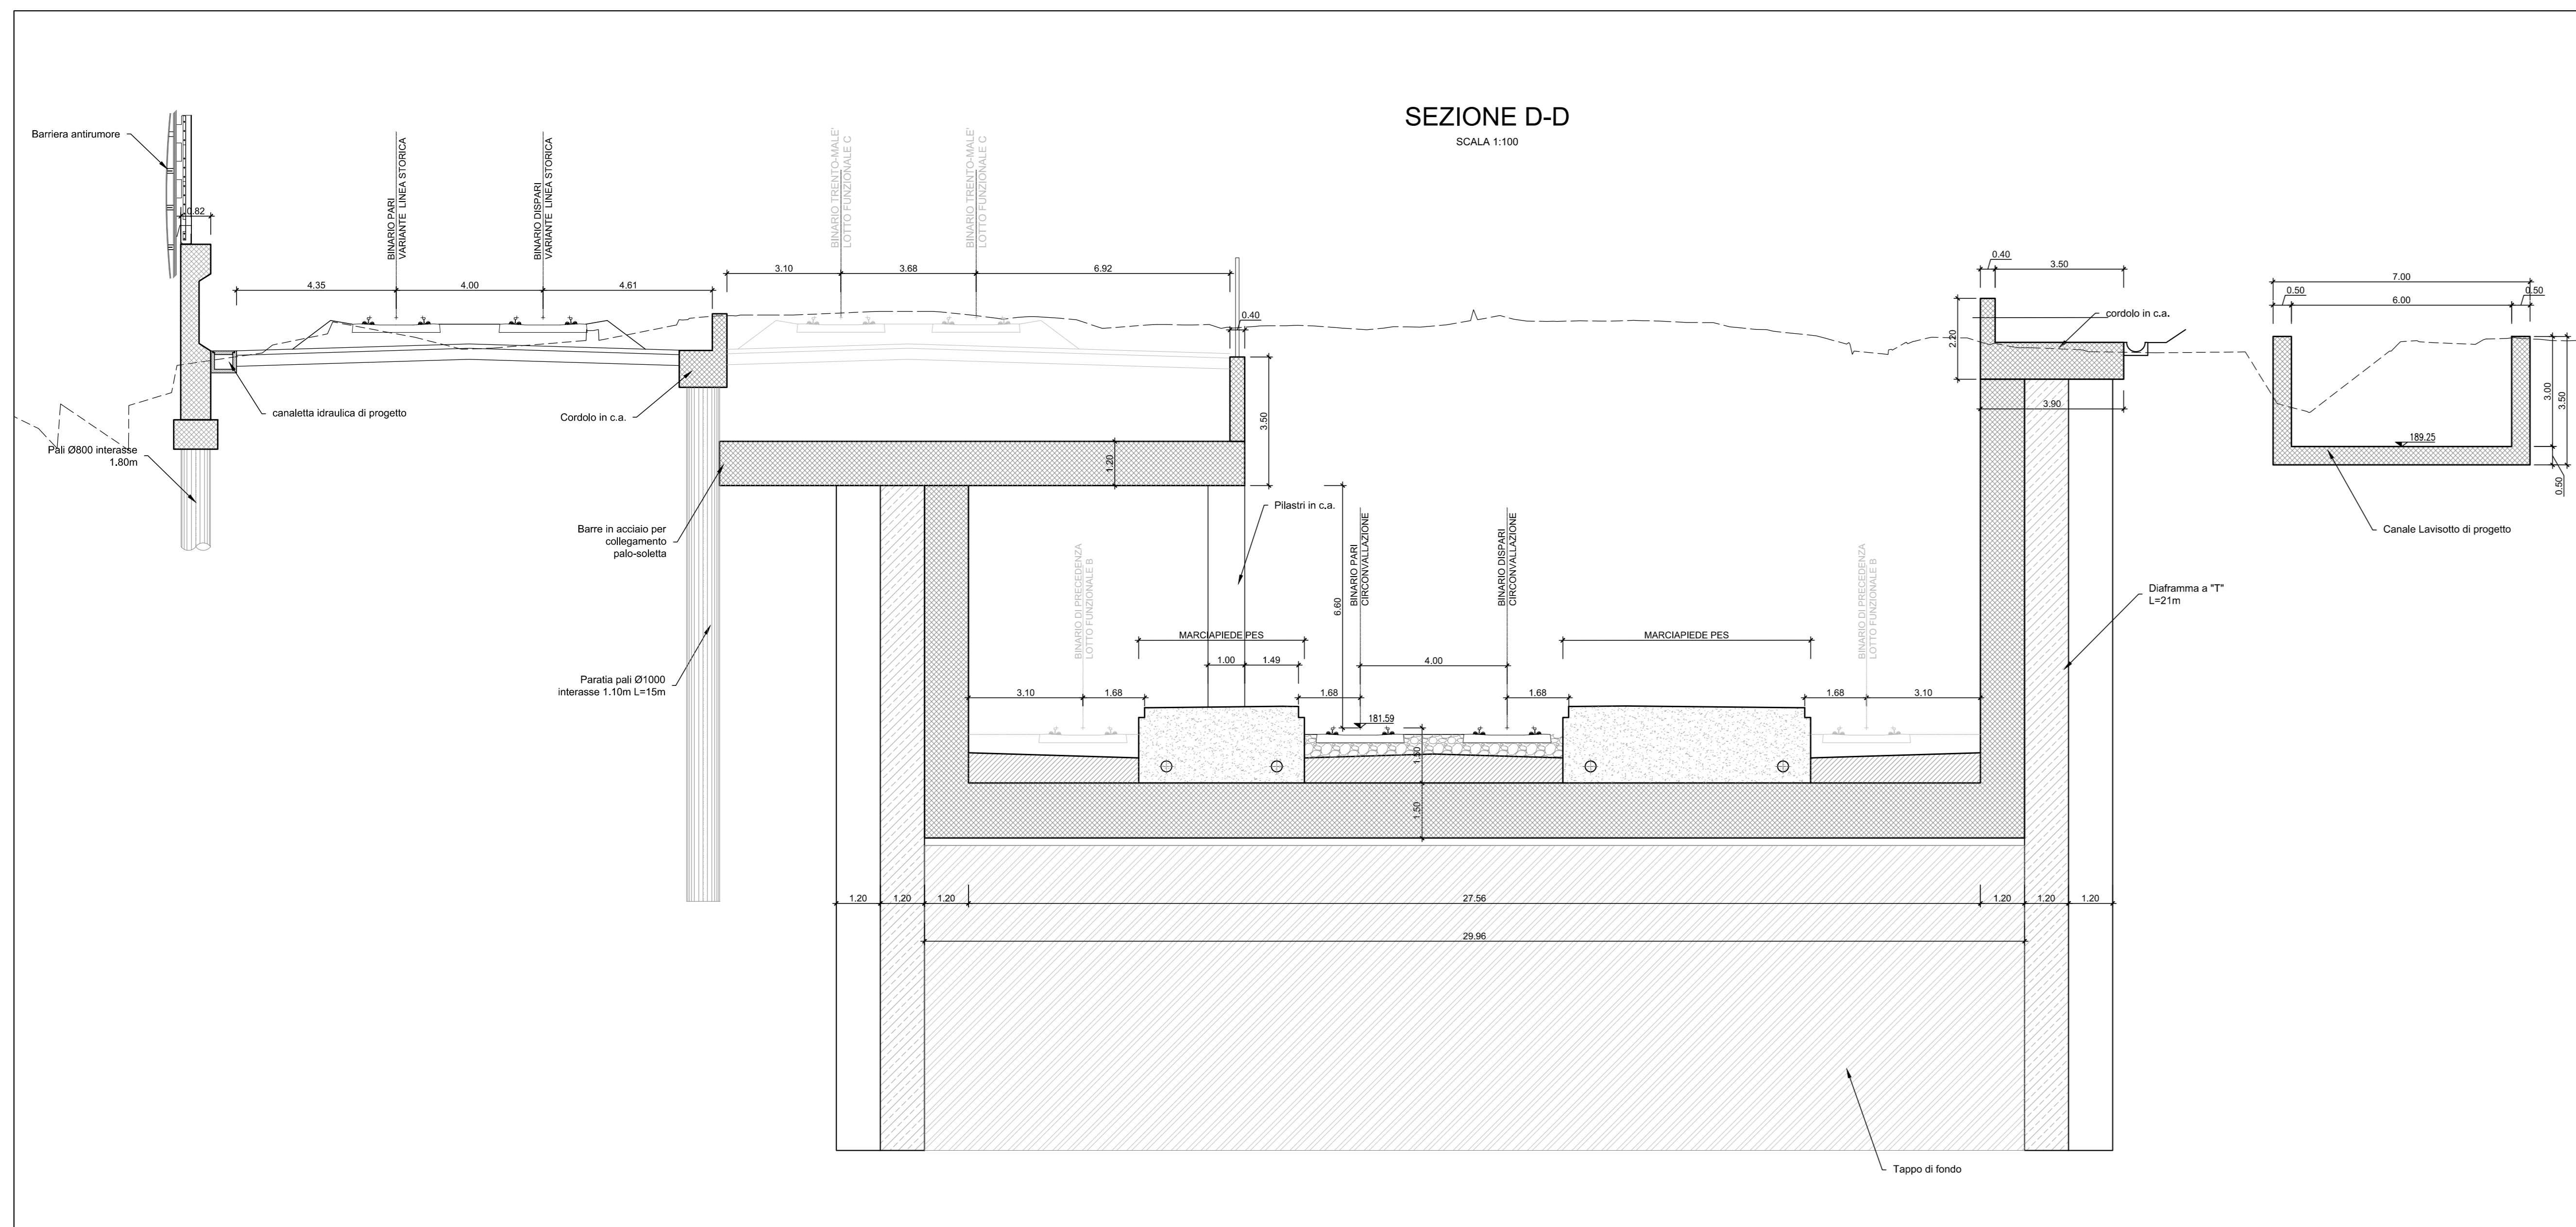 SEZIONE D-D
SCALA 1:100
Barriera antirumore
0.82
BINARIO PARI
VARIANTE LINEA STORICA
BINARIO DISPARI
VARIANTE LINEA STORICA
BINARIO TRENTO-MALE'
LOTTO FUNZIONALE C
BINARIO TRENTO-MALE'
LOTTO FUNZIONALE C
4.35
4.00
4.61
3.10
3.68
6.92
0.40
0.40
3.50
2.20
cordolo in c.a.
3.90
7.00
0.50
6.00
0.50
3.00
3.50
0.50
189.25
Canale Lavisotto di progetto
canaletta idraulica di progetto
Cordolo in c.a.
Pali Ø800 interasse
1.80m
3.50
1.20
Barre in acciaio per
collegamento
palo-soletta
Pilastri in c.a.
6.60
BINARIO DI PRECEDENZA
LOTTO FUNZIONALE B
BINARIO PARI
CIRCONVALLAZIONE
BINARIO DISPARI
CIRCONVALLAZIONE
BINARIO DI PRECEDENZA
LOTTO FUNZIONALE B
Diaframma a "T"
L=21m
MARCIAPIEDE PES
MARCIAPIEDE PES
1.00
1.49
4.00
Paratia pali Ø1000
interasse 1.10m L=15m
3.10
1.68
1.68
1.68
1.68
3.10
181.59
1.50
1.50
1.20
1.20
1.20
27.56
1.20
1.20
1.20
29.96
Tappo di fondo